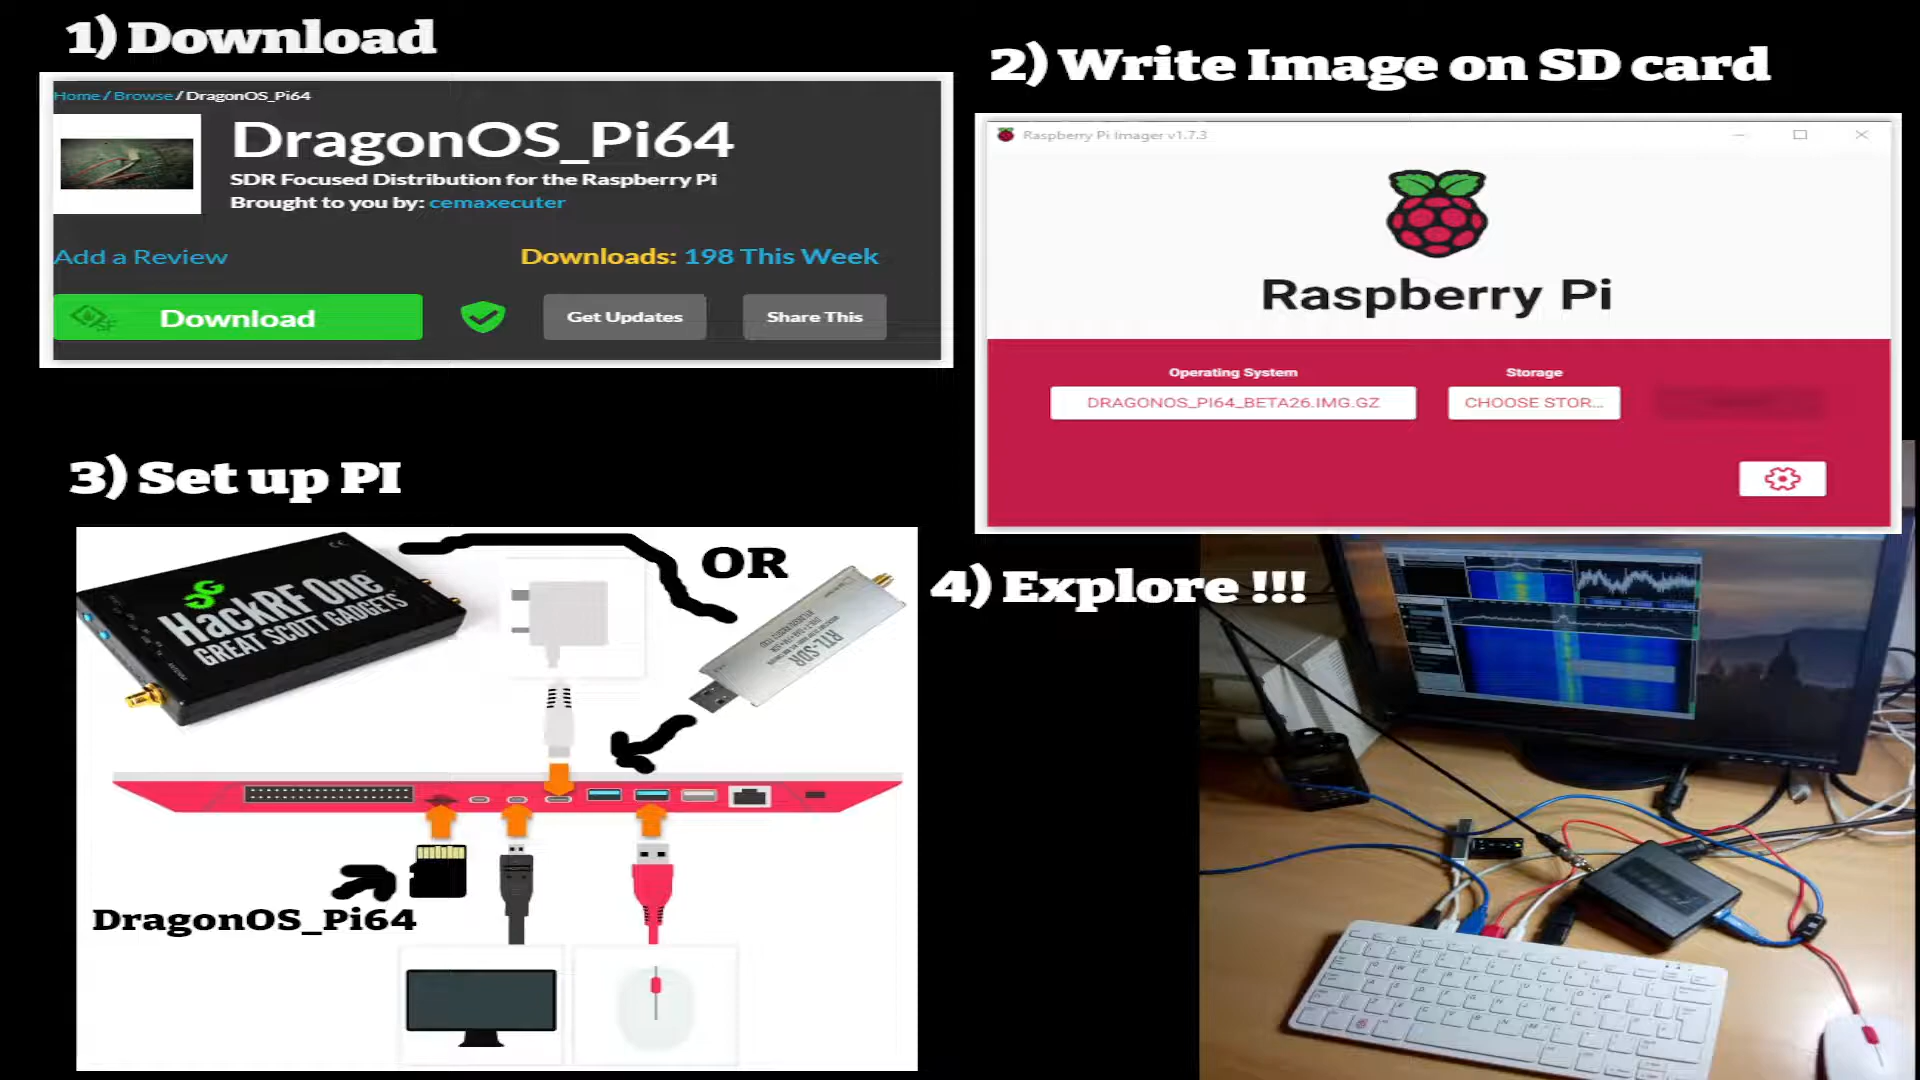 1) Download
Home / Browse / DragonOS_Pi64
DragonOS_Pi64
SDR Focused Distribution for the Raspberry Pi
Brought to you by: cemaxecuter
Add a Review
Downloads: 198 This Week
Download
Get Updates
Share This
2) Write Image on SD card
Raspberry Pi Imager v1.7.3
Raspberry Pi
Operating System
Storage
DRAGONOS_PI64_BETA26.IMG.GZ
CHOOSE STOR...
3) Set up PI
HackRF One
GREAT SCOTT GADGETS
OR
RTL-SDR
DragonOS_Pi64
4) Explore !!!